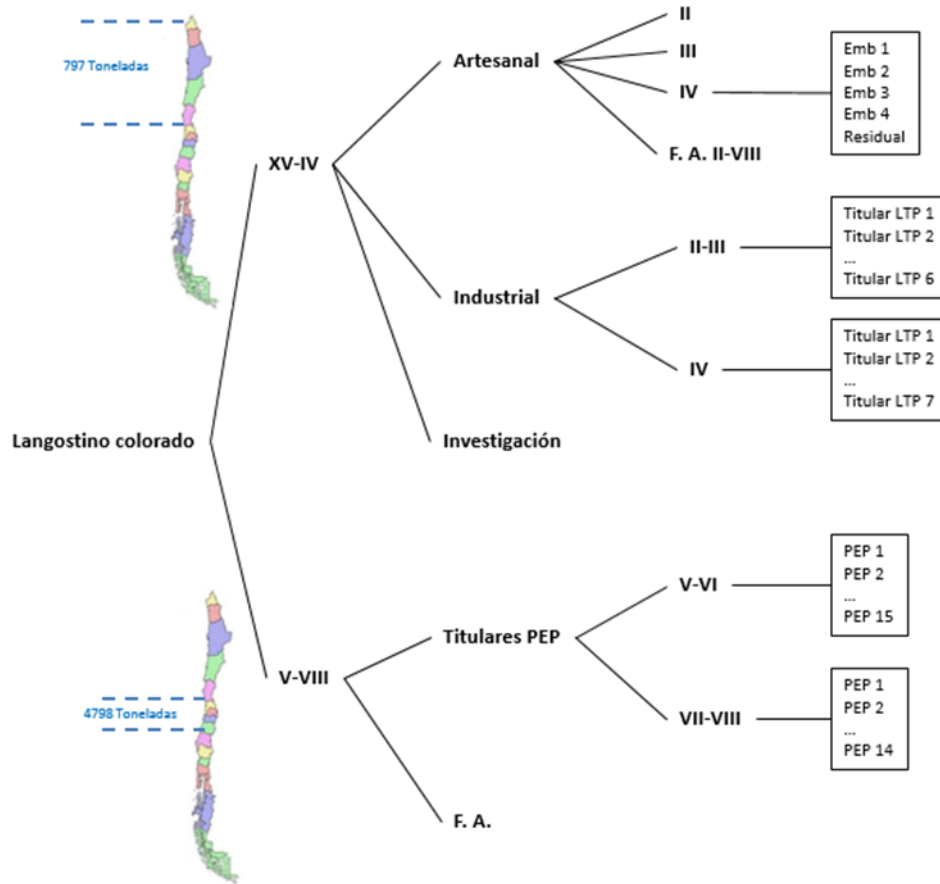 797 Toneladas
XV-IV
Artesanal
II
III
IV
F. A. II-VIII
Emb 1
Emb 2
Emb 3
Emb 4
Residual
Industrial
II-III
Titular LTP 1
Titular LTP 2
...
Titular LTP 6
IV
Titular LTP 1
Titular LTP 2
...
Titular LTP 7
Investigación
Langostino colorado
4798 Toneladas
V-VIII
Titulares PEP
V-VI
PEP 1
PEP 2
...
PEP 15
VII-VIII
PEP 1
PEP 2
...
PEP 14
F. A.